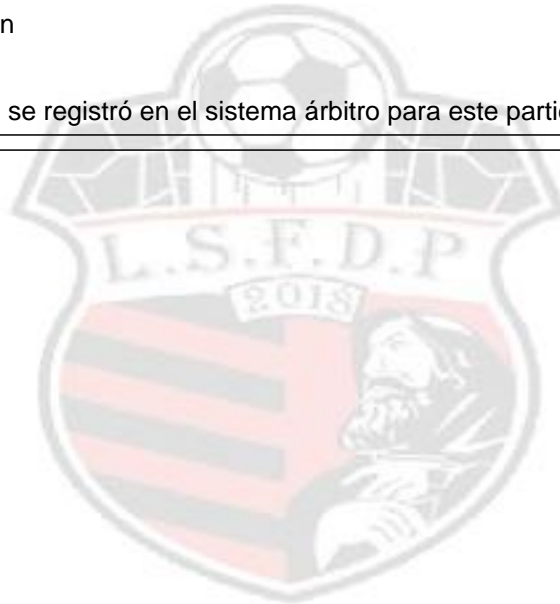 n
se registró en el sistema árbitro para este parti
L.S.F.D.P
2018